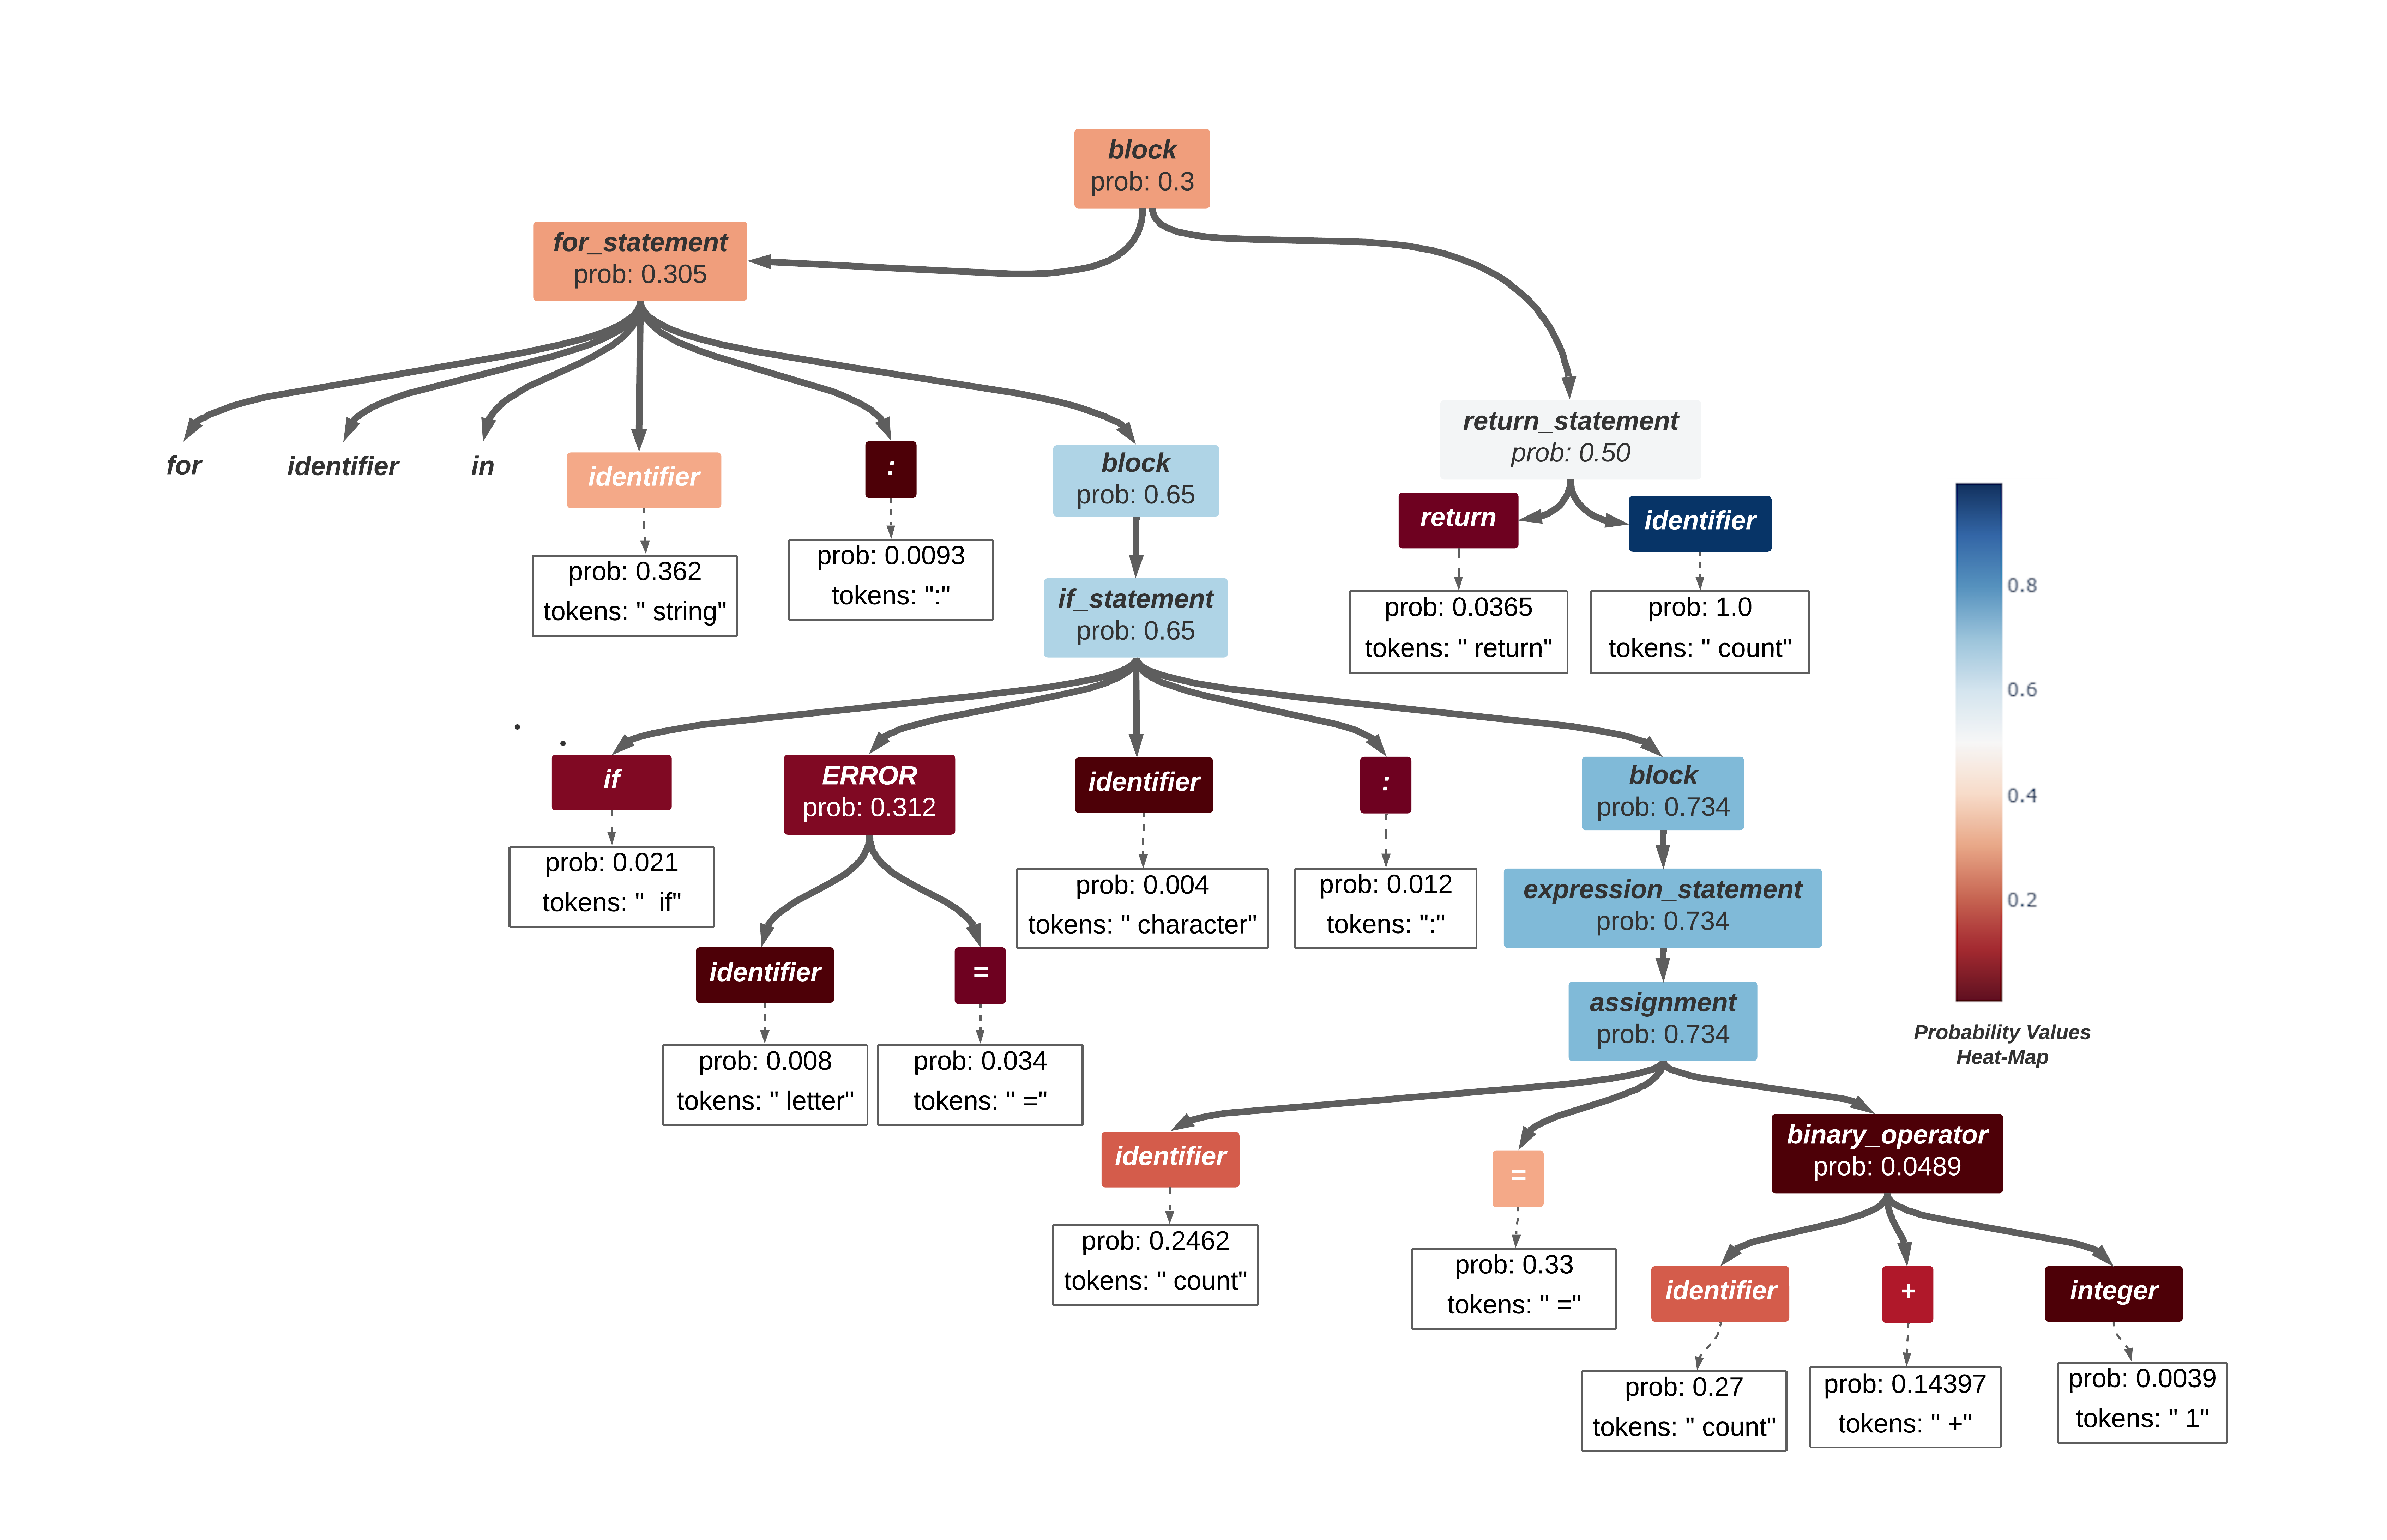 block
prob: 0.3
for_statement
prob: 0.305
return_statement
prob: 0.50
for
identifier
in
identifier
:
block
prob: 0.65
return
identifier
prob: 0.362
tokens: " string"
prob: 0.0093
tokens: ":"
if_statement
prob: 0.65
prob: 0.0365
tokens: " return"
prob: 1.0
tokens: " count"
0.8
0.6
0.4
0.2
Probability Values
Heat-Map
if
ERROR
prob: 0.312
identifier
:
block
prob: 0.734
prob: 0.021
tokens: "  if"
prob: 0.004
tokens: " character"
prob: 0.012
tokens: ":"
expression_statement
prob: 0.734
identifier
=
assignment
prob: 0.734
prob: 0.008
tokens: " letter"
prob: 0.034
tokens: " ="
identifier
=
binary_operator
prob: 0.0489
prob: 0.2462
tokens: " count"
prob: 0.33
tokens: " ="
identifier
+
integer
prob: 0.27
tokens: " count"
prob: 0.14397
tokens: " +"
prob: 0.0039
tokens: " 1"